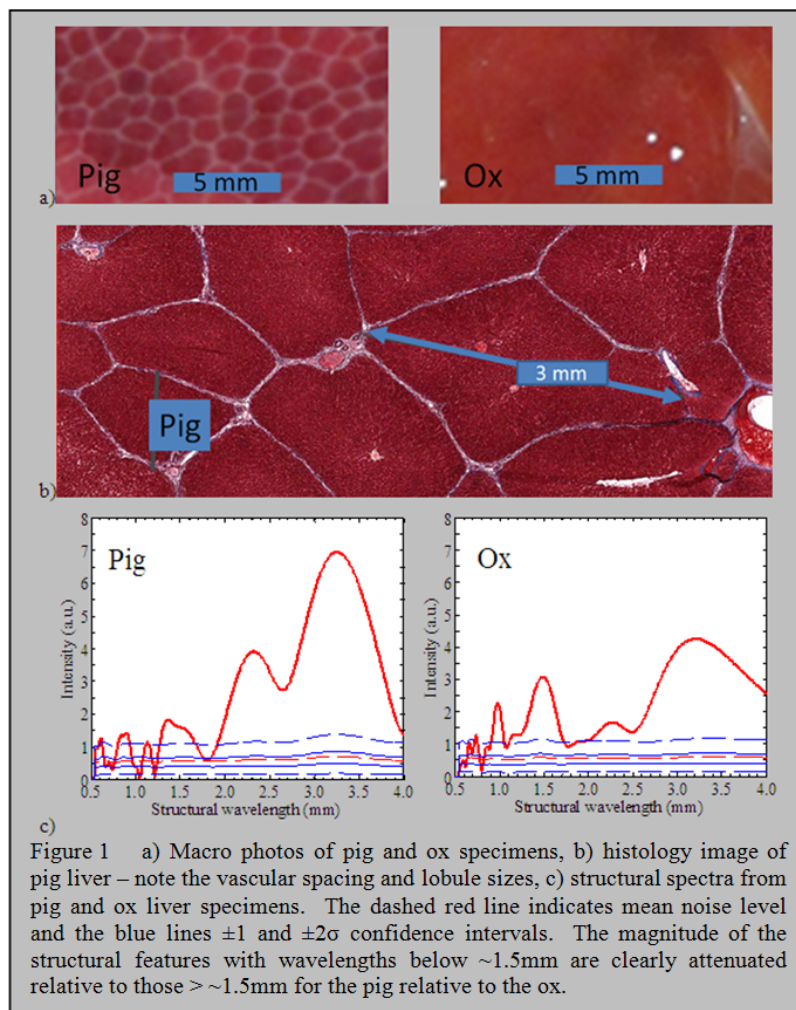 Pig
5 mm
Ox
5 mm
a)
3 mm
Pig
b)
8
7
6
5
4
3
2
1
0
Intensity (a.u.)
Pig
0.5 1.0 1.5 2.0 2.5 3.0 3.5 4.0
Structural wavelength (mm)
8
7
6
5
4
3
2
1
0
Intensity (a.u.)
Ox
0.5 1.0 1.5 2.0 2.5 3.0 3.5 4.0
Structural wavelength (mm)
c)
Figure 1 a) Macro photos of pig and ox specimens, b) histology image of
pig liver – note the vascular spacing and lobule sizes, c) structural spectra from
pig and ox liver specimens. The dashed red line indicates mean noise level
and the blue lines ±1 and ±2σ confidence intervals. The magnitude of the
structural features with wavelengths below ~1.5mm are clearly attenuated
relative to those > ~1.5mm for the pig relative to the ox.